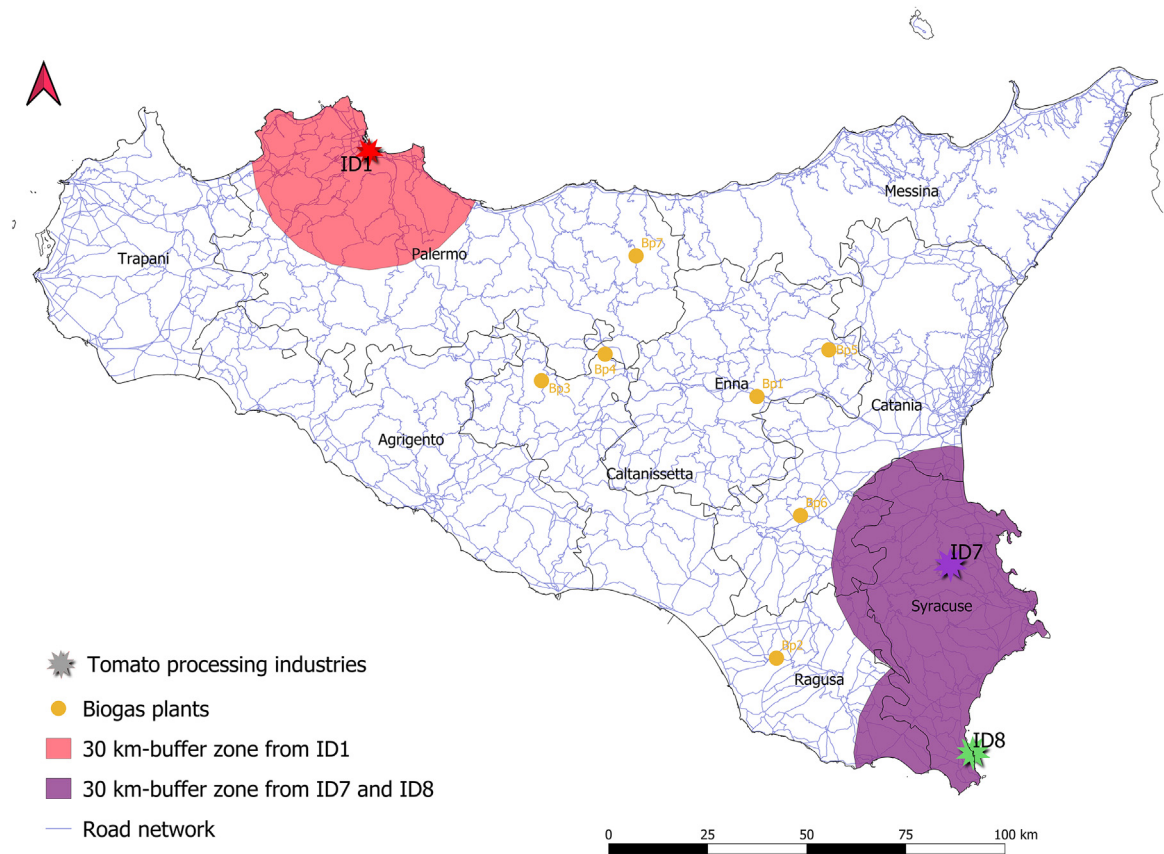 Messina
ID1
Palermo
Trapani
Bp7
Bp5
Bp4
Enna
Bp1
Bp3
Catania
Agrigento
Caltanissetta
Bp6
ID7
Syracuse
Bp2
Ragusa
ID8
Tomato processing industries
Biogas plants
30 km-buffer zone from ID1
30 km-buffer zone from ID7 and ID8
Road network
0 25 50 75 100 km